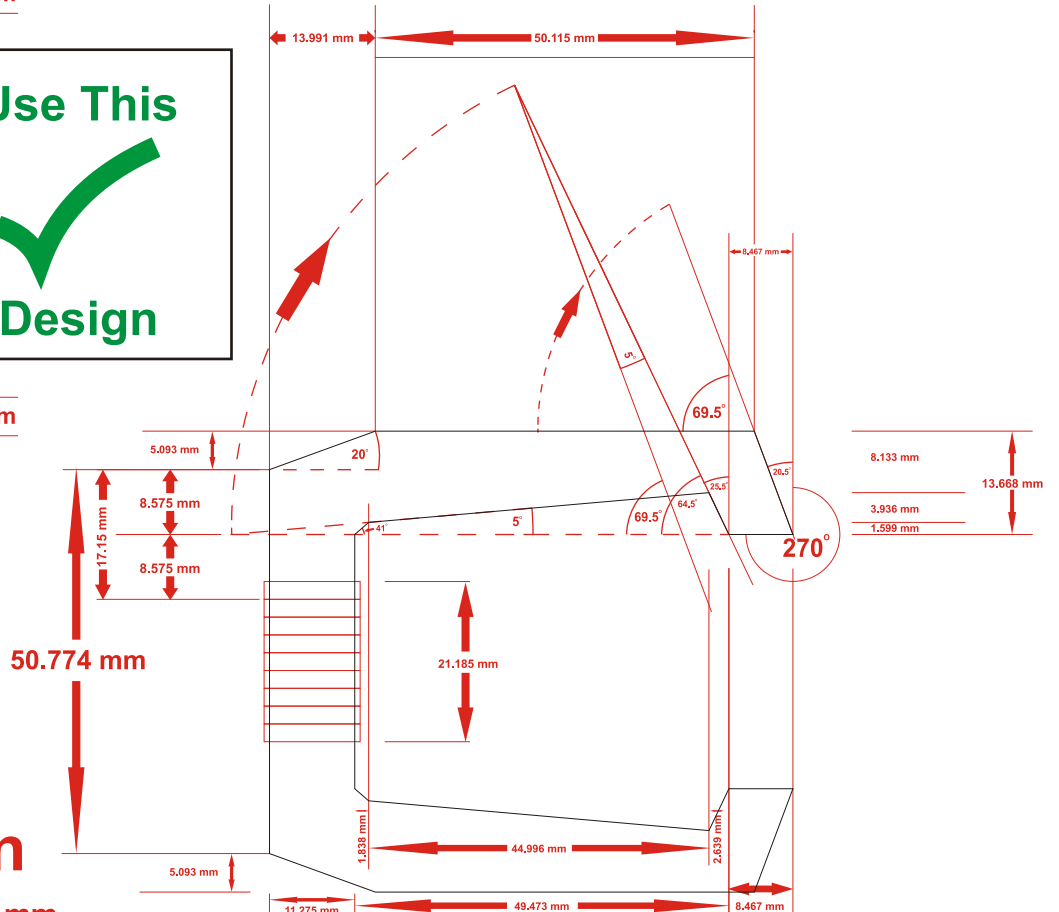 13.991 mm
50.115 mm
Use This
Design
8.467 mm
5°
69.5°
m
5.093 mm
20°
8.133 mm
20.5°
13.668 mm
8.575 mm
25.5°
64.5°
3.936 mm
17.15 mm
69.5°
5°
41°
1.599 mm
270°
8.575 mm
50.774 mm
21.185 mm
1.838 mm
2.639 mm
44.996 mm
n
5.093 mm
11.275 mm
49.473 mm
8.467 mm
mm